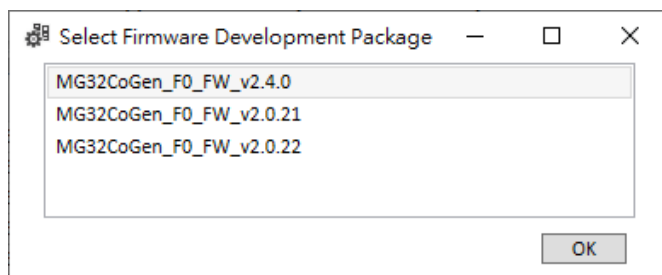 Select Firmware Development Package
MG32CoGen_F0_FW_v2.4.0
MG32CoGen_F0_FW_v2.0.21
MG32CoGen_F0_FW_v2.0.22
OK